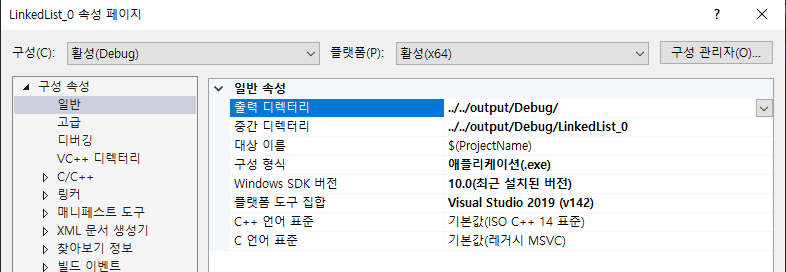 LinkedList_0 속성 페이지
? ×
구성(C): 활성(Debug) 플랫폼(P): 활성(x64) 구성 관리자(O)...
구성 속성
일반
고급
디버깅
VC++ 디렉터리
C/C++
링커
매니페스트 도구
XML 문서 생성기
찾아보기 정보
빌드 이벤트
일반 속성
출력 디렉터리 ../../output/Debug/
중간 디렉터리 ../../output/Debug/LinkedList_0
대상 이름 $(ProjectName)
구성 형식 애플리케이션(.exe)
Windows SDK 버전 10.0(최근 설치된 버전)
플랫폼 도구 집합 Visual Studio 2019 (v142)
C++ 언어 표준 기본값(ISO C++ 14 표준)
C 언어 표준 기본값(레거시 MSVC)